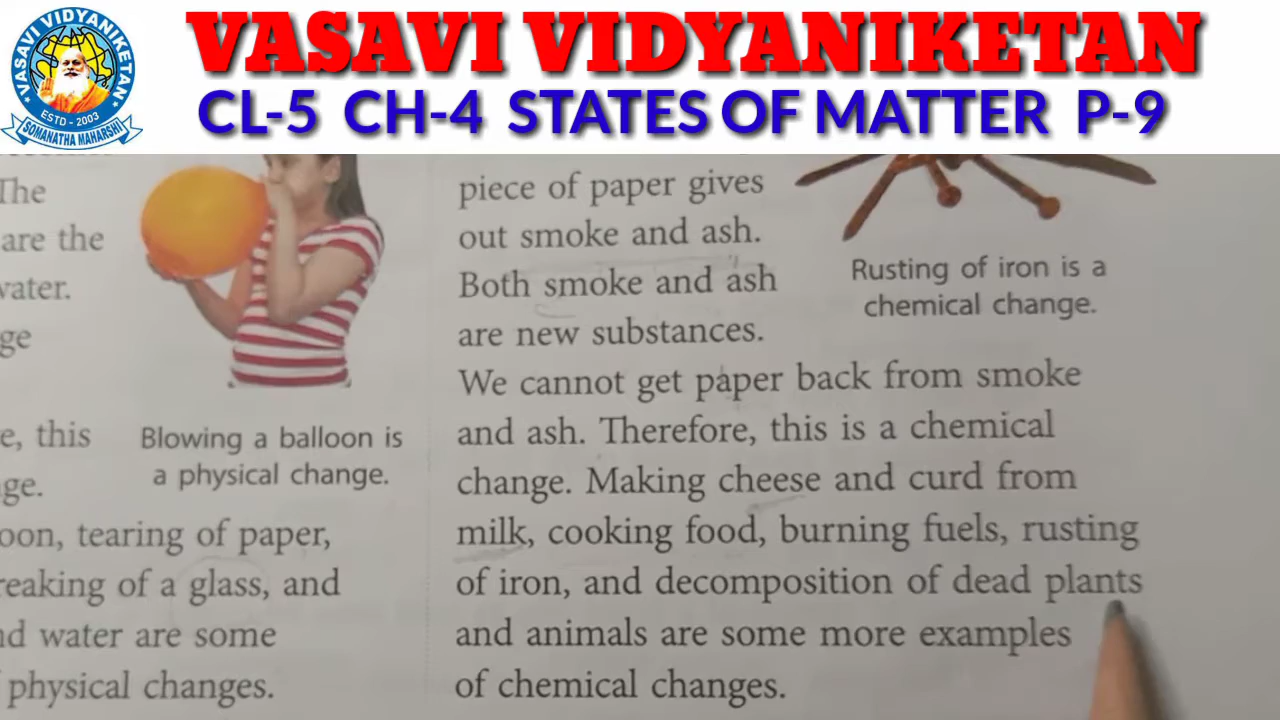 VASAVI VIDYANIKETAN
CL-5 CH-4 STATES OF MATTER P-9
VASAVI VIDYANIKETAN
ESTD - 2003
SOMANATHA MAHARSHI
The
are the
water.
ge
e, this
ge.
oon, tearing of paper,
reaking of a glass, and
nd water are some
physical changes.
Blowing a balloon is
a physical change.
piece of paper gives
out smoke and ash.
Both smoke and ash
are new substances.
We cannot get paper back from smoke
and ash. Therefore, this is a chemical
change. Making cheese and curd from
milk, cooking food, burning fuels, rusting
of iron, and decomposition of dead plants
and animals are some more examples
of chemical changes.
Rusting of iron is a
chemical change.